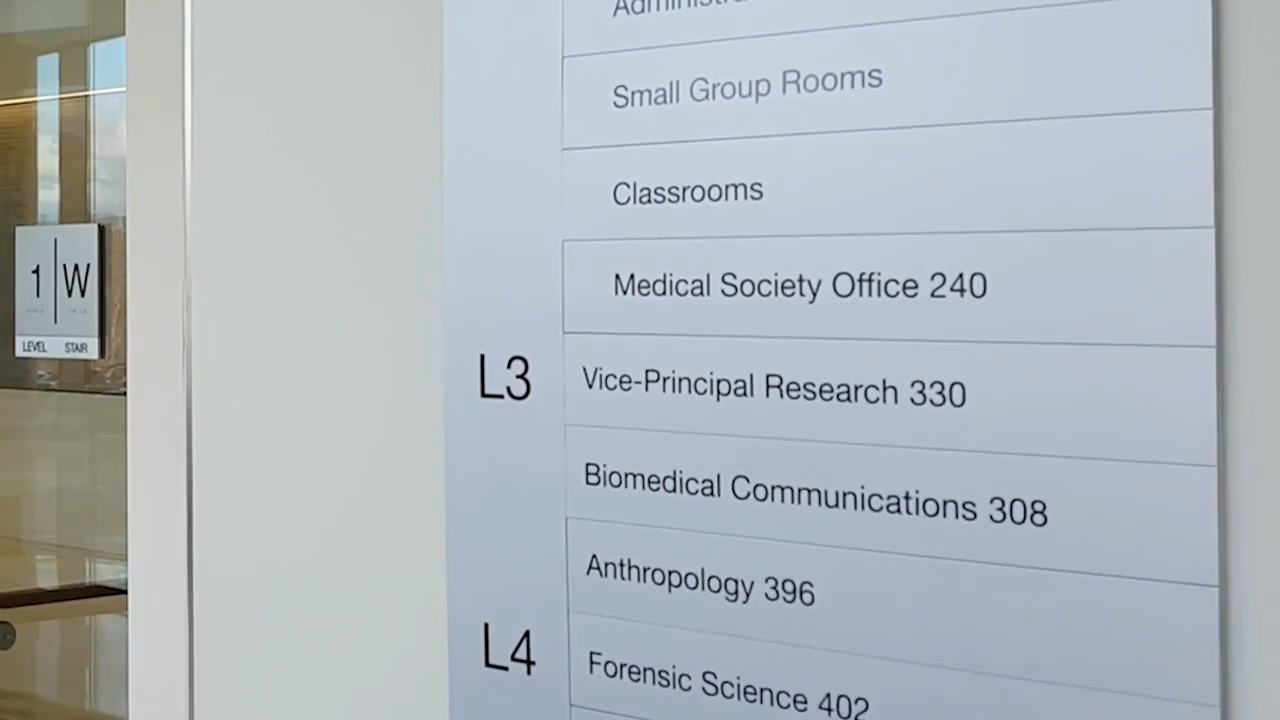 Small Group Rooms
Classrooms
Medical Society Office 240
L3 Vice-Principal Research 330
Biomedical Communications 308
Anthropology 396
L4 Forensic Science 402
1 W
LEVEL STAIR